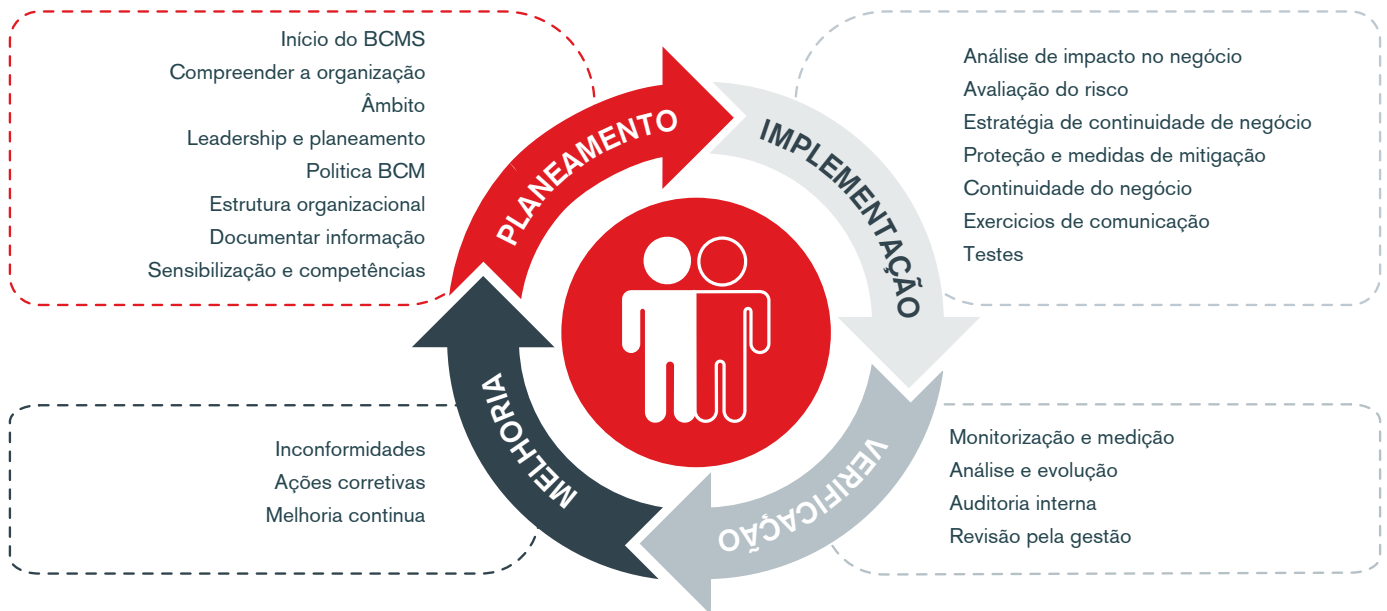 Início do BCMS
Compreender a organização
Âmbito
Leadership e planeamento
Politica BCM
Estrutura organizacional
Documentar informação
Sensibilização e competências
PLANEAMENTO
IMPLEMENTAÇÃO
Análise de impacto no negócio
Avaliação do risco
Estratégia de continuidade de negócio
Proteção e medidas de mitigação
Continuidade do negócio
Exercicios de comunicação
Testes
Inconformidades
Ações corretivas
Melhoria continua
MELHORIA
VERIFICAÇÃO
Monitorização e medição
Análise e evolução
Auditoria interna
Revisão pela gestão